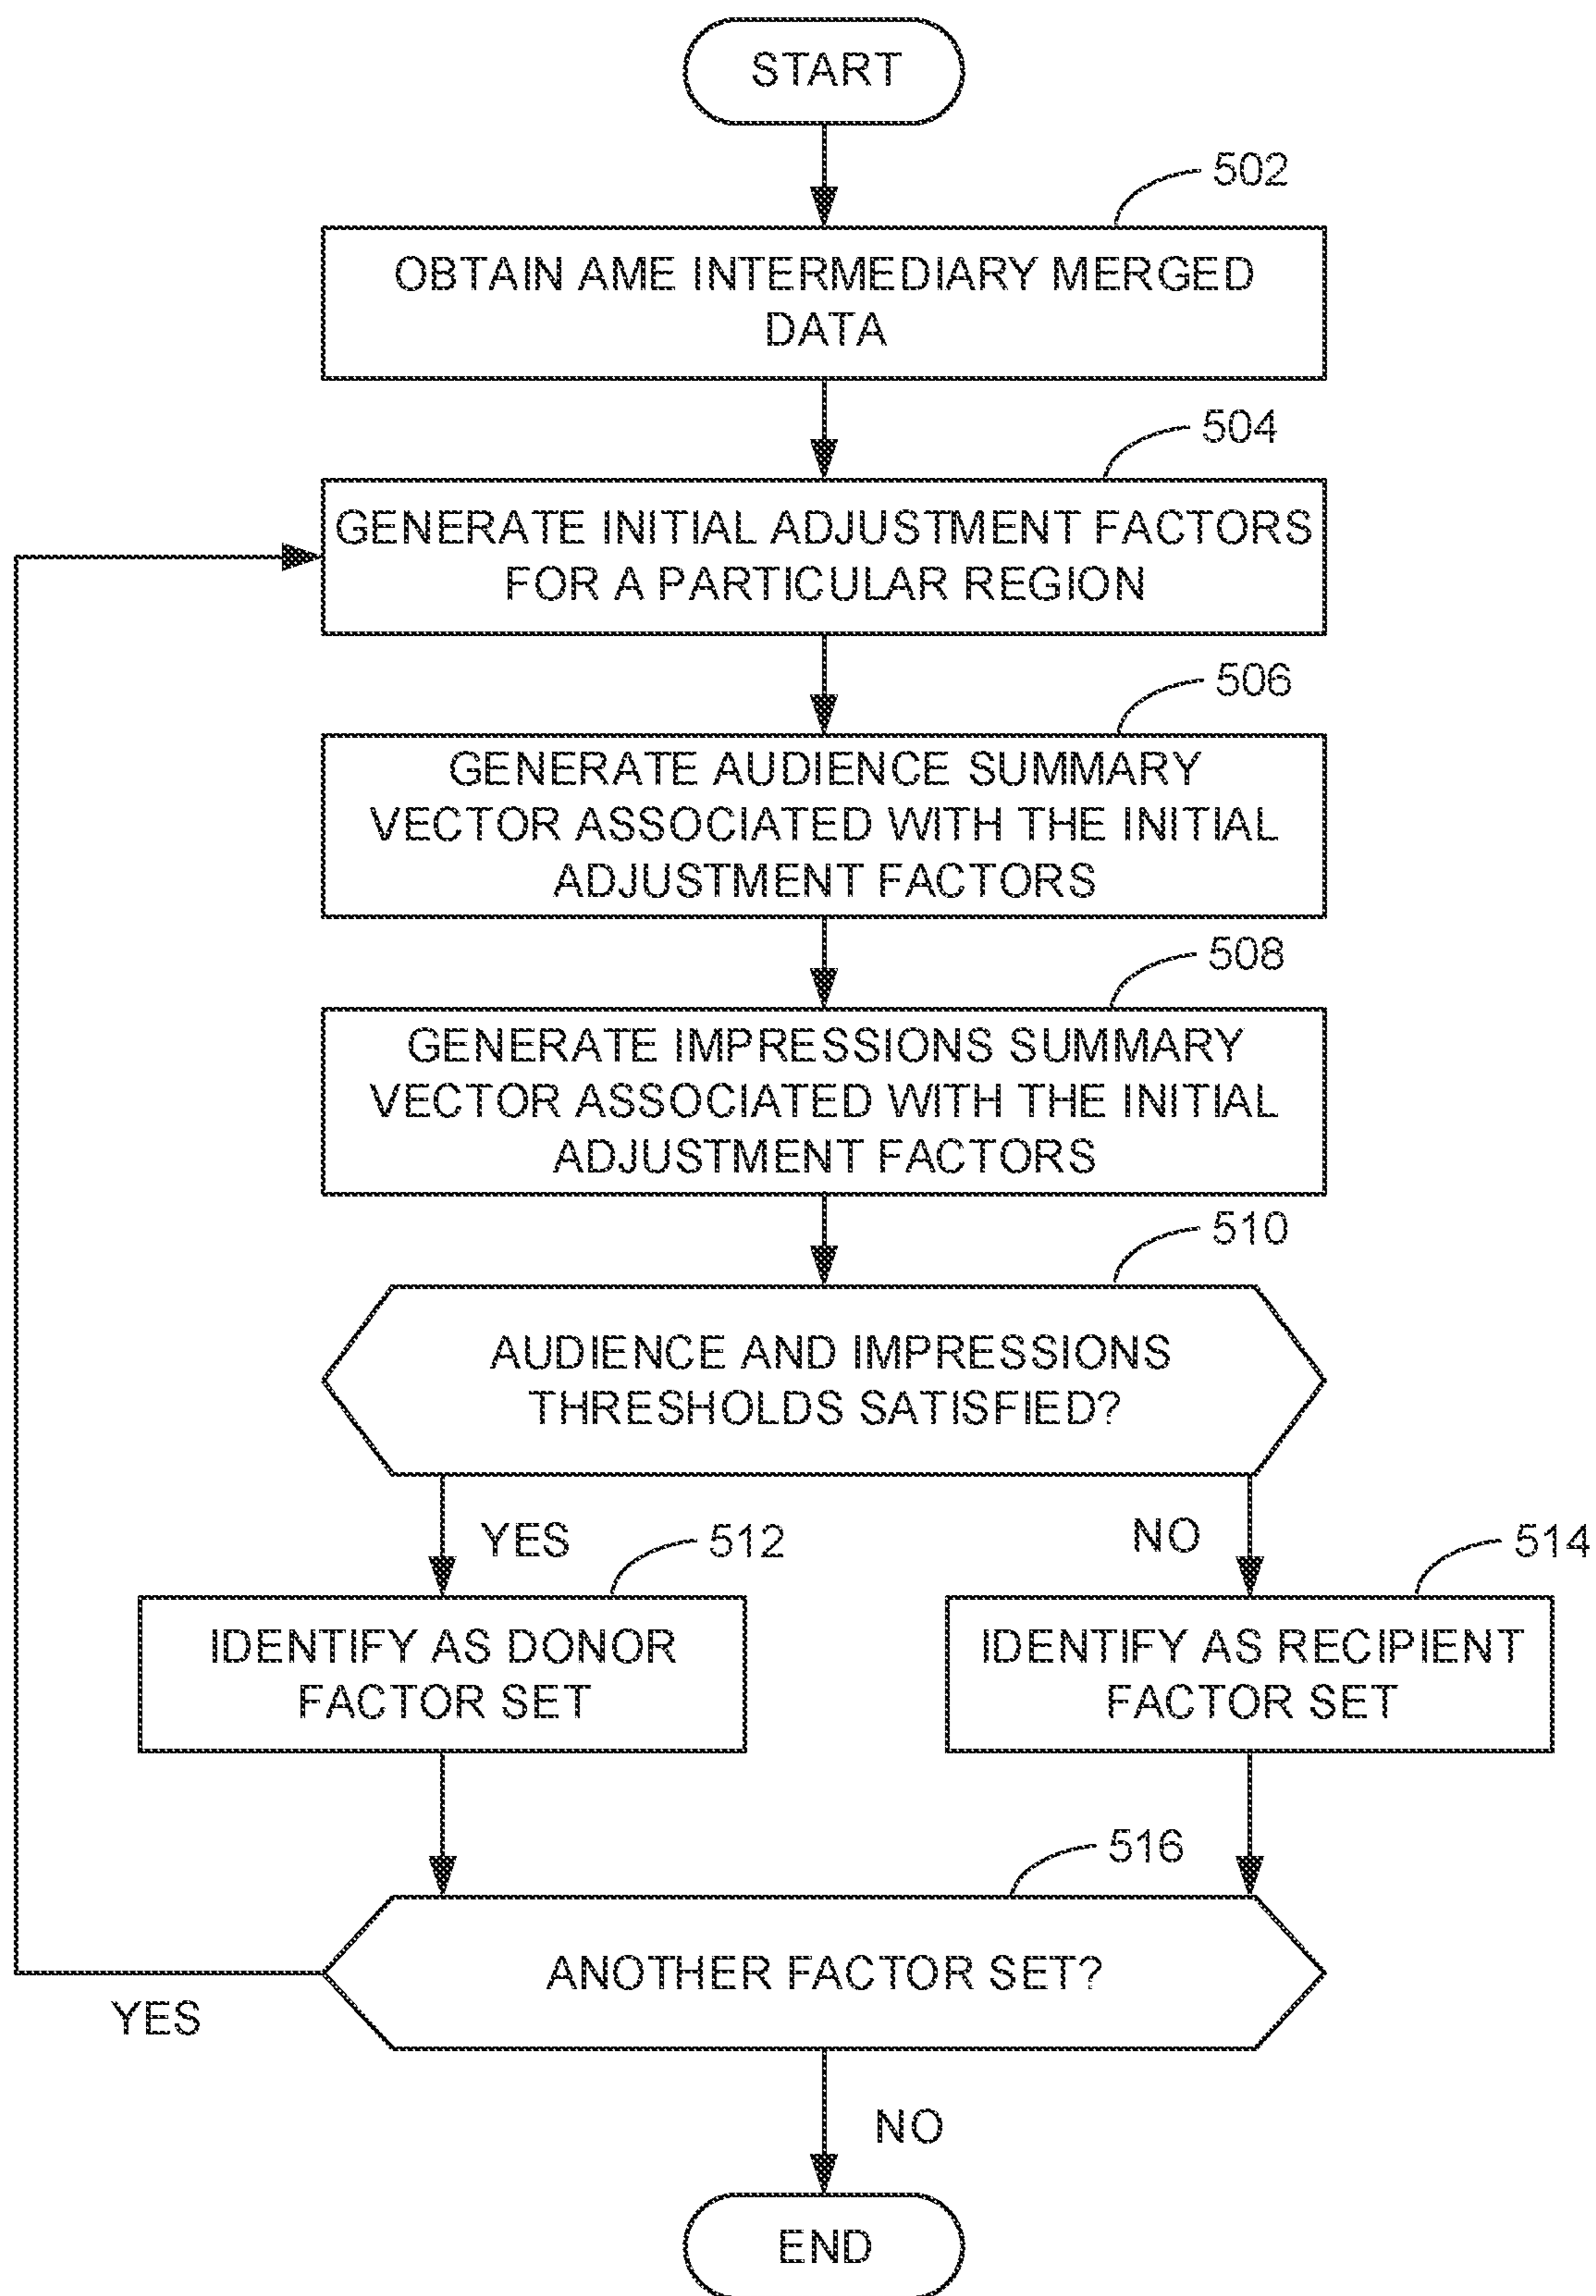 START
502
OBTAIN AME INTERMEDIARY MERGED
DATA
504
GENERATE INITIAL ADJUSTMENT FACTORS
FOR A PARTICULAR REGION
506
GENERATE AUDIENCE SUMMARY
VECTOR ASSOCIATED WITH THE INITIAL
ADJUSTMENT FACTORS
508
GENERATE IMPRESSIONS SUMMARY
VECTOR ASSOCIATED WITH THE INITIAL
ADJUSTMENT FACTORS
510
AUDIENCE AND IMPRESSIONS
THRESHOLDS SATISFIED?
YES
512
NO
514
IDENTIFY AS DONOR
FACTOR SET
IDENTIFY AS RECIPIENT
FACTOR SET
516
ANOTHER FACTOR SET?
YES
NO
END